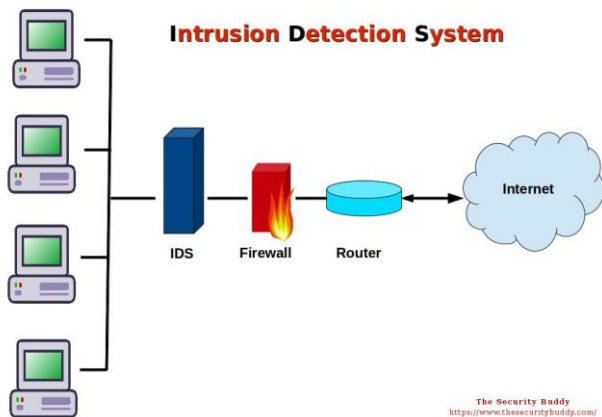 Intrusion Detection System
IDS
Firewall
Router
Internet
The Security Buddy
https://www.thesecuritybuddy.com/